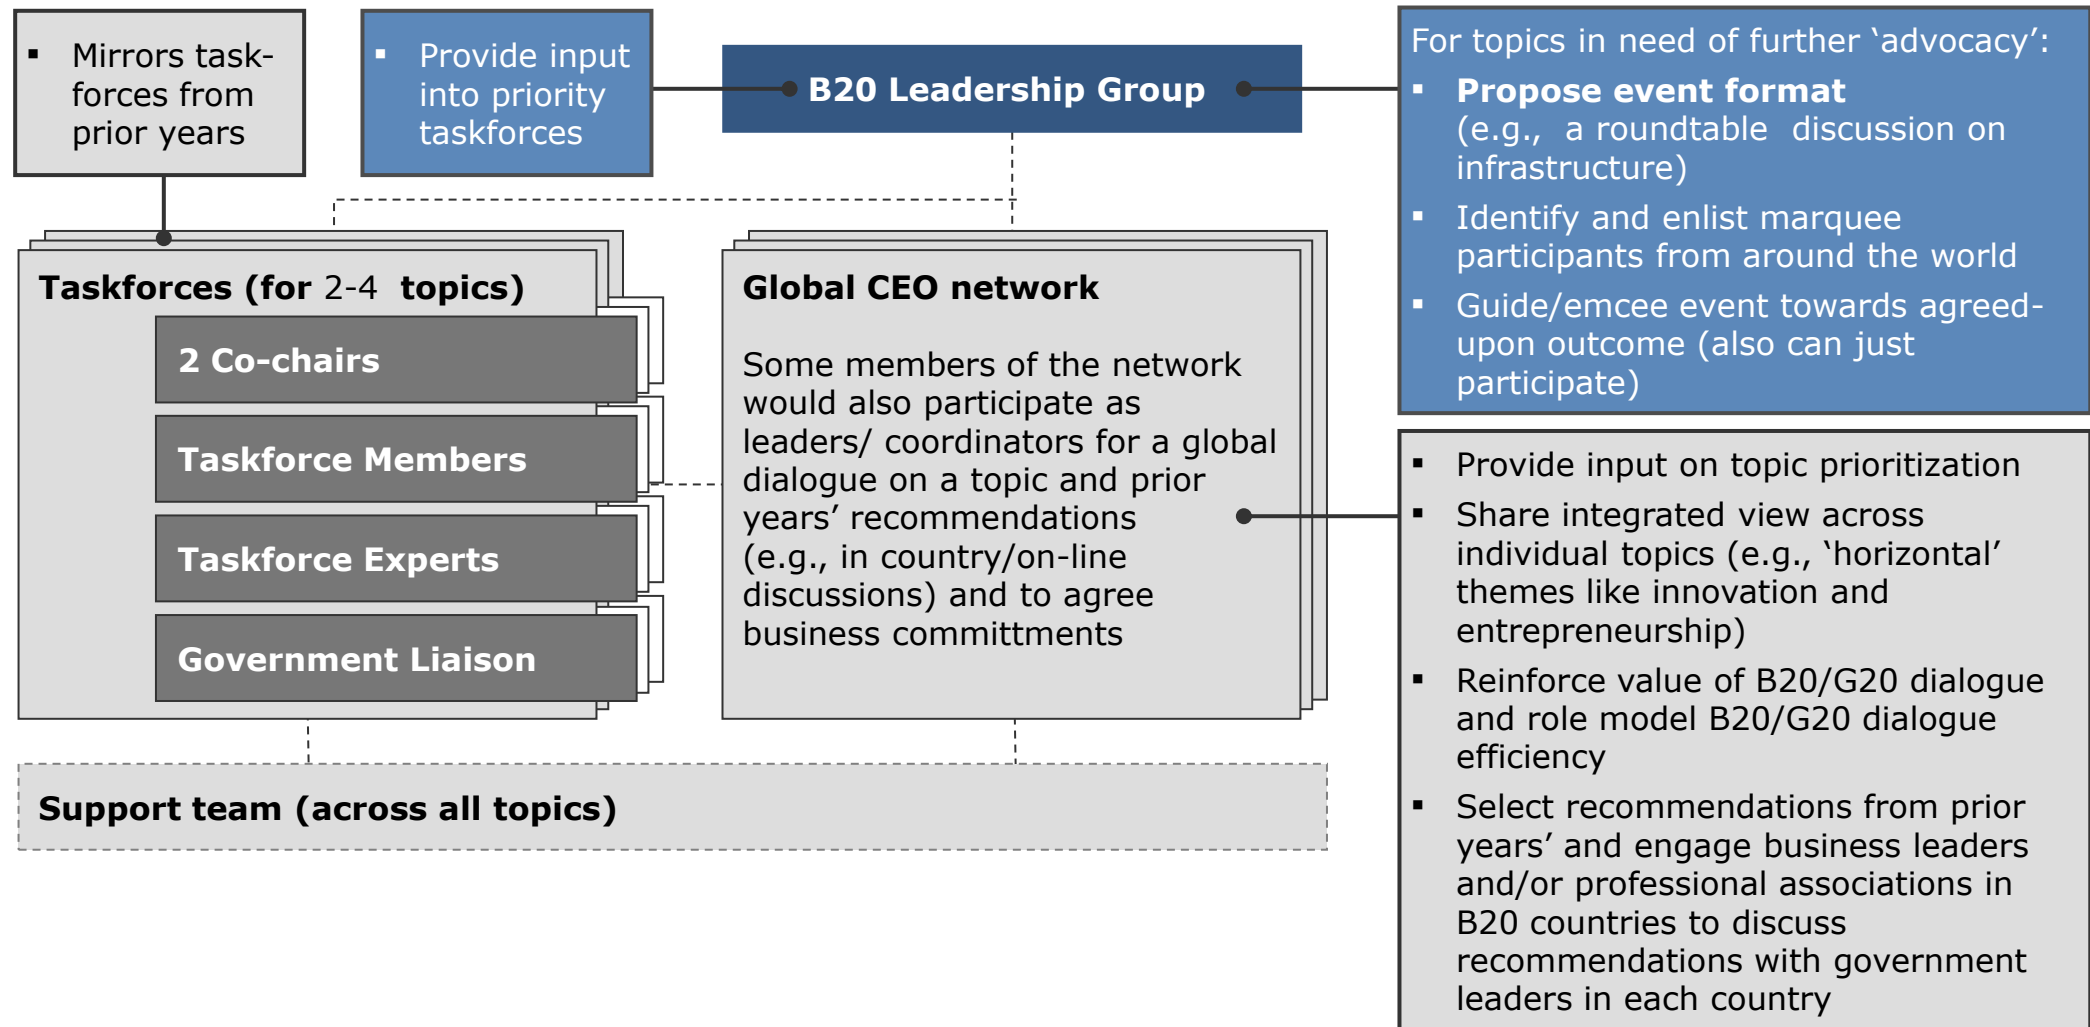 ▪ Mirrors task-
forces from
prior years
▪ Provide input
into priority
taskforces
B20 Leadership Group
For topics in need of further ‘advocacy’:
▪ Propose event format
(e.g., a roundtable discussion on
infrastructure)
▪ Identify and enlist marquee
participants from around the world
▪ Guide/emcee event towards agreed-
upon outcome (also can just
participate)
Taskforces (for 2-4 topics)
2 Co-chairs
Taskforce Members
Taskforce Experts
Government Liaison
Global CEO network
Some members of the network
would also participate as
leaders/ coordinators for a global
dialogue on a topic and prior
years’ recommendations
(e.g., in country/on-line
discussions) and to agree
business committments
▪ Provide input on topic prioritization
▪ Share integrated view across
individual topics (e.g., ‘horizontal’
themes like innovation and
entrepreneurship)
▪ Reinforce value of B20/G20 dialogue
and role model B20/G20 dialogue
efficiency
▪ Select recommendations from prior
years’ and engage business leaders
and/or professional associations in
B20 countries to discuss
recommendations with government
leaders in each country
Support team (across all topics)